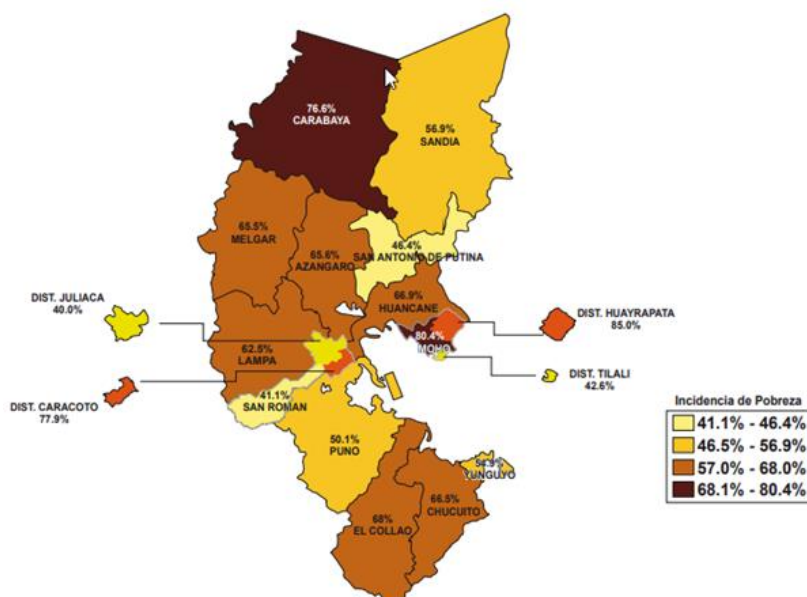 76.6%
CARABAYA
56.9%
SANDIA
65.5%
MELGAR
65.6%
AZANGARO
46.4%
SAN ANTONIO DE PUTINA
66.9%
HUANCANE
DIST. JULIACA
40.0%
DIST. HUAYRAPATA
85.0%
80.4%
MOHO
62.5%
LAMPA
DIST. TILALI
42.6%
DIST. CARACOTO
77.9%
41.1%
SAN ROMAN
50.1%
PUNO
54.9%
YUNGUYO
66.5%
CHUCUITO
68%
EL COLLAO
Incidencia de Pobreza
41.1% - 46.4%
46.5% - 56.9%
57.0% - 68.0%
68.1% - 80.4%